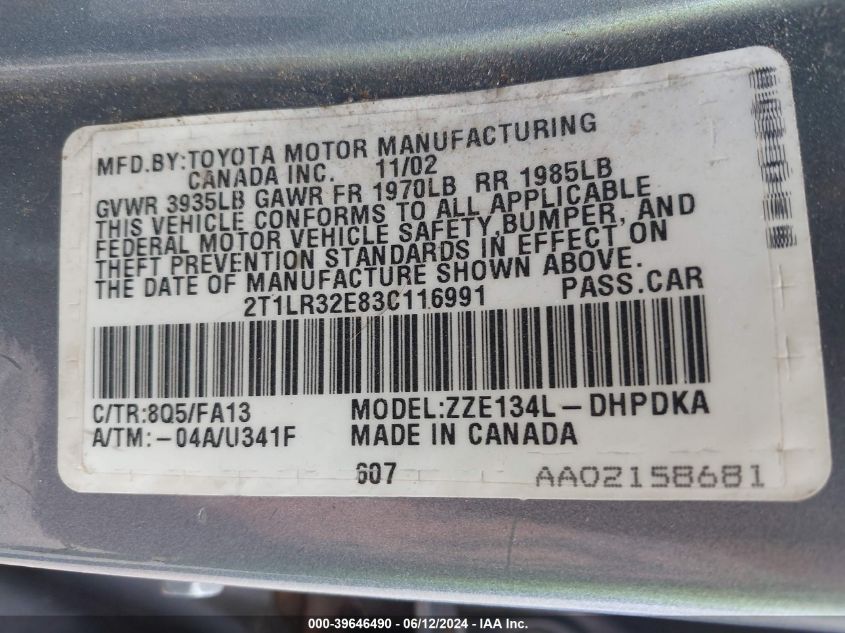 MFD.BY:TOYOTA MOTOR MANUFACTURING
CANADA INC. 11/02
GVWR 3935LB GAWR FR 1970LB RR 1985LB
THIS VEHICLE CONFORMS TO ALL APPLICABLE
FEDERAL MOTOR VEHICLE SAFETY,BUMPER, AND
THEFT PREVENTION STANDARDS IN EFFECT ON
THE DATE OF MANUFACTURE SHOWN ABOVE.
2T1LR32E83C116991 PASS.CAR
C/TR:8Q5/FA13 MODEL:ZZE134L-DHPDKA
A/TM:-04A/U341F MADE IN CANADA
607 AA02158681
000-39646490 - 06/12/2024 - IAA Inc.